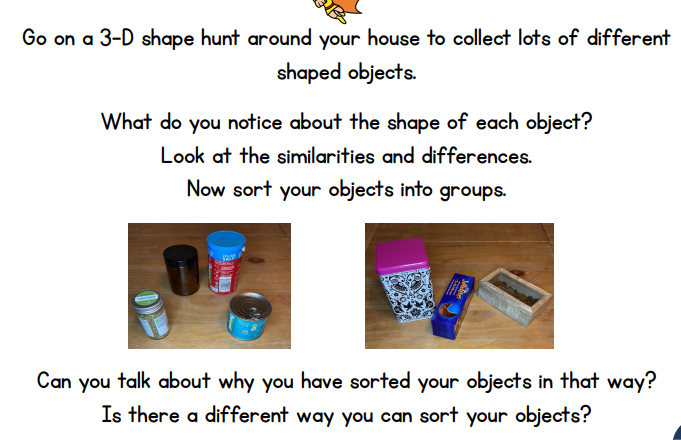 Go on a 3-D shape hunt around your house to collect lots of different
shaped objects.
What do you notice about the shape of each object?
Look at the similarities and differences.
Now sort your objects into groups.
Can you talk about why you have sorted your objects in that way?
Is there a different way you can sort your objects?